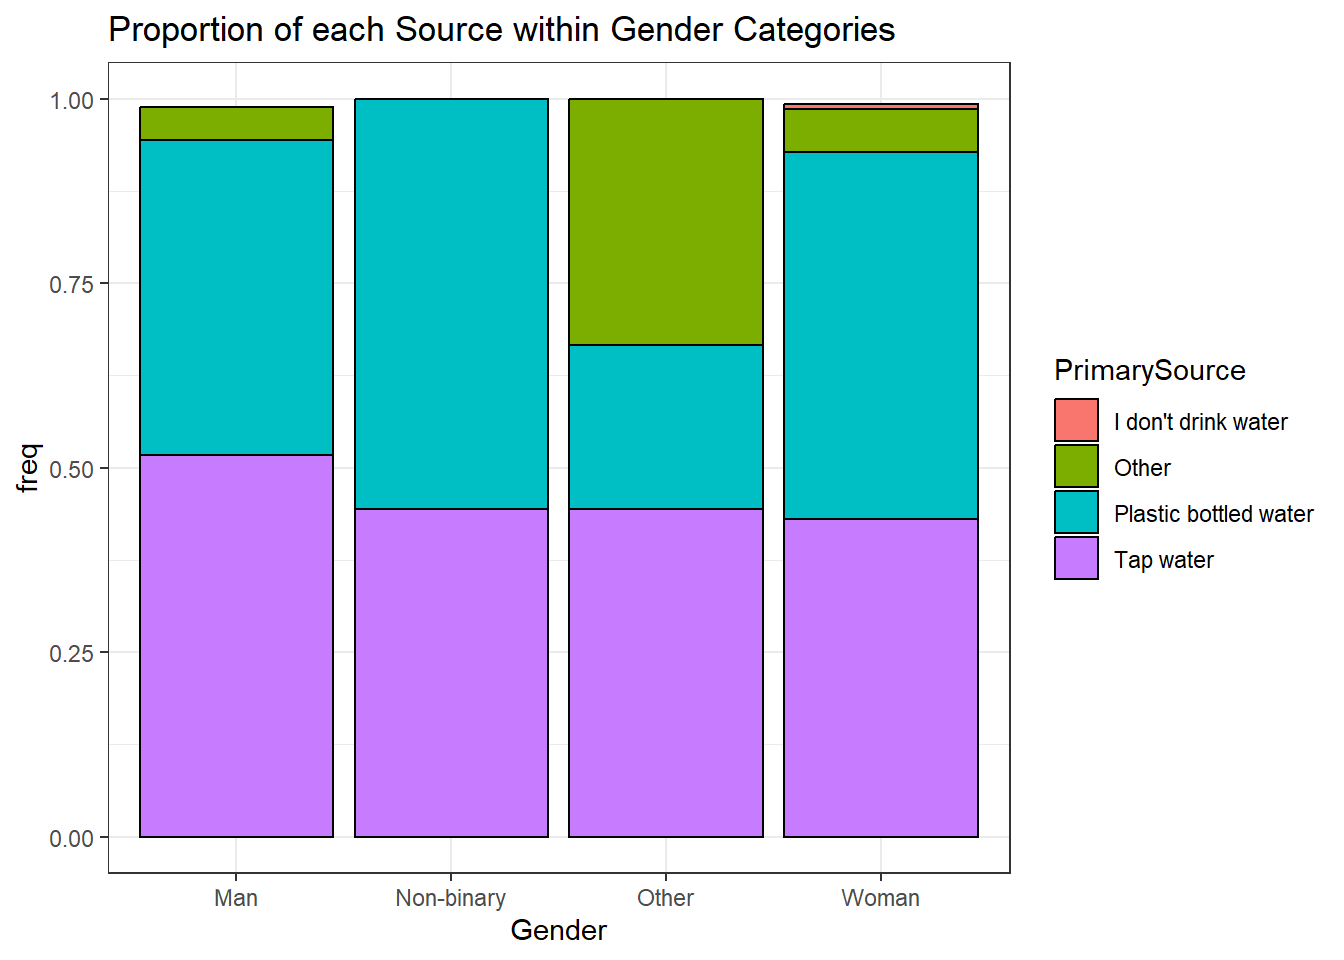 Proportion of each Source within Gender Categories
1.00
0.75
0.50
0.25
0.00
freq
Man
Non-binary
Other
Woman
Gender
PrimarySource
I don't drink water
Other
Plastic bottled water
Tap water